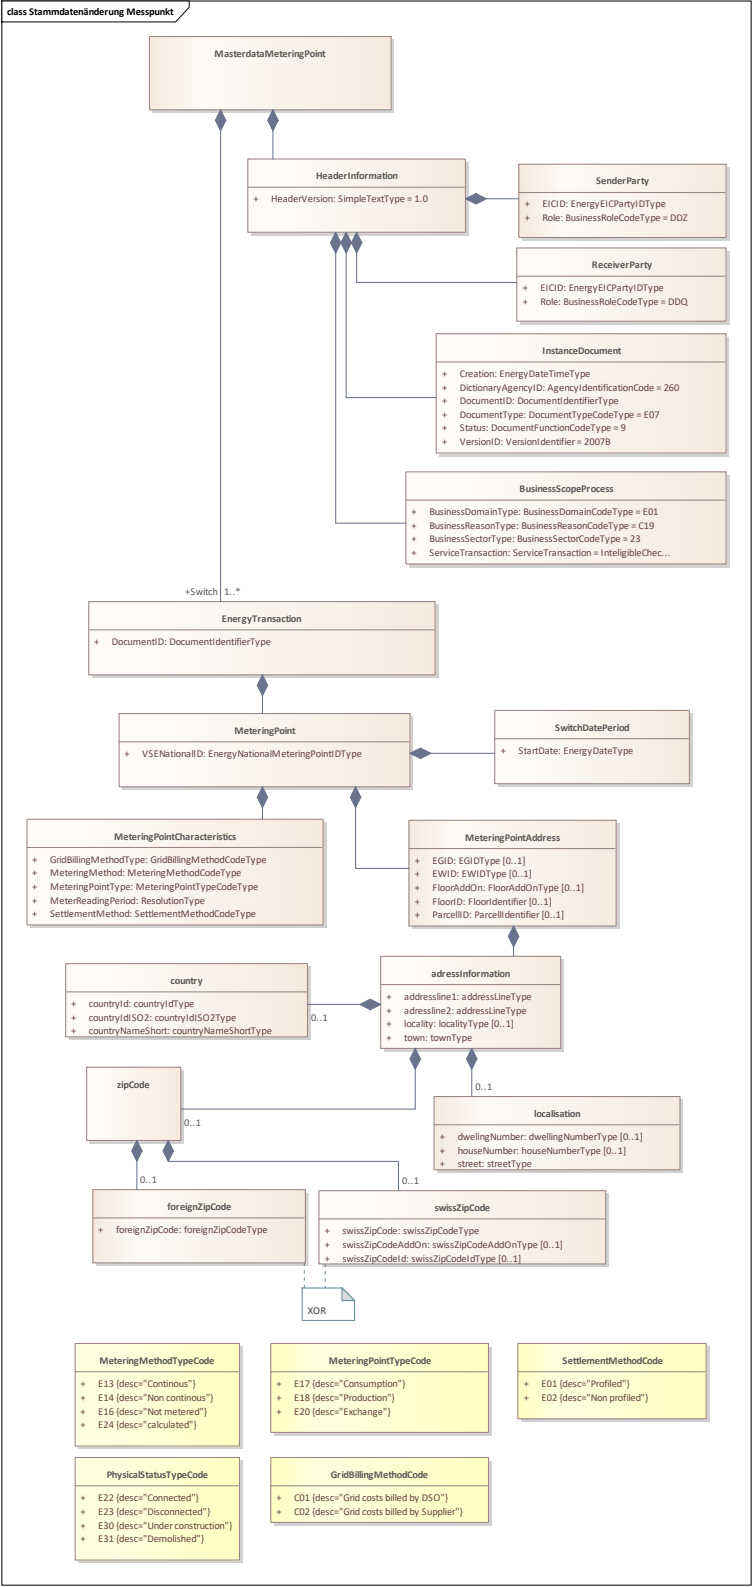 class Stammdatenänderung Messpunkt
MasterdataMeteringPoint
HeaderInformation
+ HeaderVersion: SimpleTextType = 1.0
SenderParty
+ EICID: EnergyEICPartyIDType
+ Role: BusinessRoleCodeType = DDZ
ReceiverParty
+ EICID: EnergyEICPartyIDType
+ Role: BusinessRoleCodeType = DDQ
InstanceDocument
+ Creation: EnergyDateTimeType
+ DictionaryAgencyID: AgencyIdentificationCode = 260
+ DocumentID: DocumentIdentifierType
+ DocumentType: DocumentTypeCodeType = E07
+ Status: DocumentFunctionCodeType = 9
+ VersionID: VersionIdentifier = 2007B
BusinessScopeProcess
+ BusinessDomainType: BusinessDomainCodeType = E01
+ BusinessReasonType: BusinessReasonCodeType = C19
+ BusinessSectorType: BusinessSectorCodeType = 23
+ ServiceTransaction: ServiceTransaction = InteligibleChec...
+Switch 1..*
EnergyTransaction
+ DocumentID: DocumentIdentifierType
MeteringPoint
+ VSENationalID: EnergyNationalMeteringPointIDType
SwitchDatePeriod
+ StartDate: EnergyDateType
MeteringPointCharacteristics
+ GridBillingMethodType: GridBillingMethodCodeType
+ MeteringMethod: MeteringMethodCodeType
+ MeteringPointType: MeteringPointTypeCodeType
+ MeterReadingPeriod: ResolutionType
+ SettlementMethod: SettlementMethodCodeType
MeteringPointAddress
+ EGID: EGIDType [0..1]
+ EWID: EWIDType [0..1]
+ FloorAddOn: FloorAddOnType [0..1]
+ FloorID: FloorIdentifier [0..1]
+ ParcelID: ParcellIdentifier [0..1]
country
+ countryId: countryIdType
+ countryIdISO2: countryIdISO2Type
+ countryNameShort: countryNameShortType
0..1
adressInformation
+ addressline1: addressLineType
+ adressline2: addressLineType
+ locality: localityType [0..1]
+ town: townType
zipCode
0..1
0..1
localisation
+ dwelingNumber: dwellingNumberType [0..1]
+ houseNumber: houseNumberType [0..1]
+ street: streetType
0..1
0..1
foreignZipCode
+ foreignZipCode: foreignZipCodeType
swissZipCode
+ swissZipCode: swissZipCodeType
+ swissZipCodeAddOn: swissZipCodeAddOnType [0..1]
+ swissZipCodeId: swissZipCodeIdType [0..1]
XOR
MeteringMethodTypeCode
+ E13 {desc="Continous"}
+ E14 {desc="Non continous"}
+ E16 {desc="Not metered"}
+ E24 {desc="calculated"}
MeteringPointTypeCode
+ E17 {desc="Consumption"}
+ E18 {desc="Production"}
+ E20 {desc="Exchange"}
SettlementMethodCode
+ E01 {desc="Profiled"}
+ E02 {desc="Non profiled"}
PhysicalStatusTypeCode
+ E22 {desc="Connected"}
+ E23 {desc="Disconnected"}
+ E30 {desc="Under construction"}
+ E31 {desc="Demolished"}
GridBillingMethodCode
+ C01 {desc="Grid costs billed by DSO"}
+ C02 {desc="Grid costs billed by Supplier"}